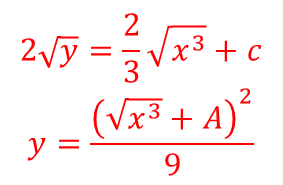 2√y = 2/3 √x³ + c
y = (√x³ + A)² / 9